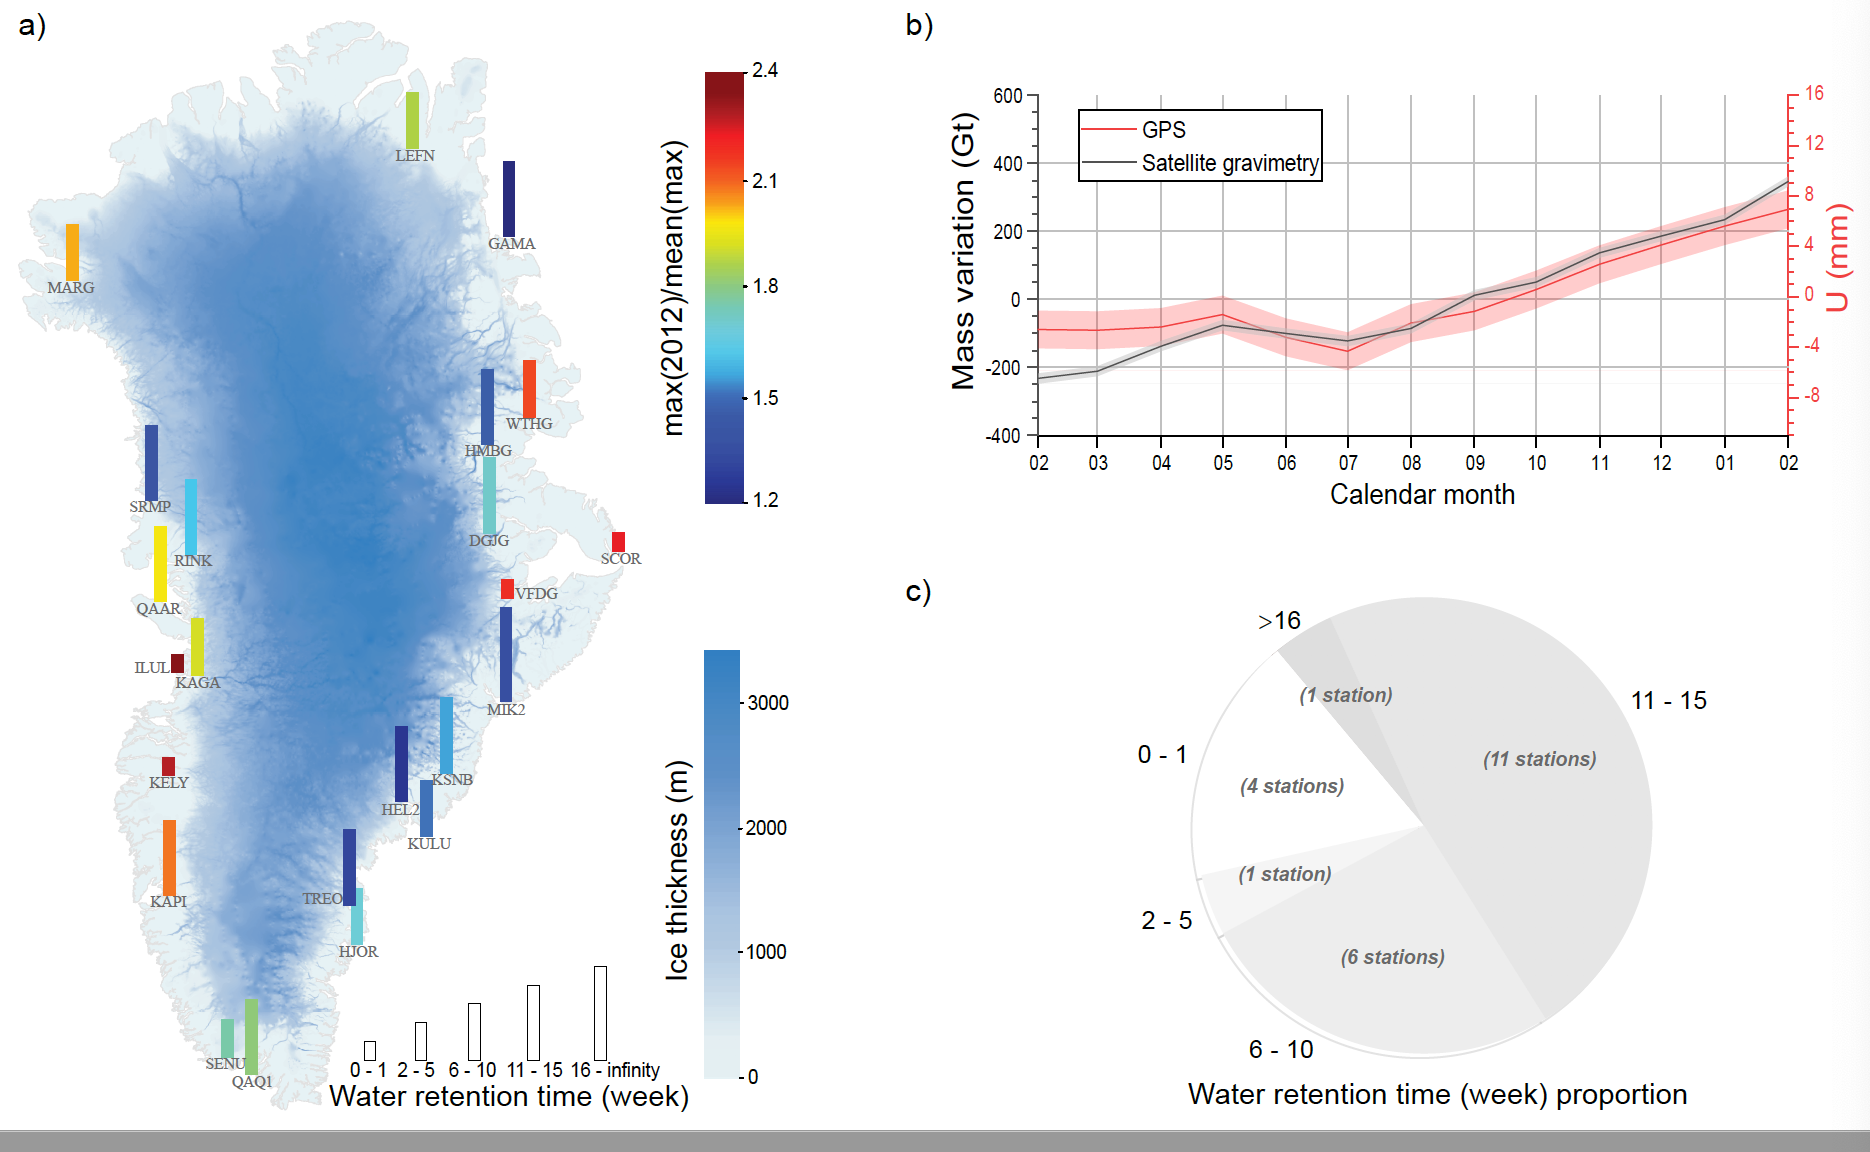 a)
LEFN
GAMA
MARG
WTHG
HMBG
SRMP
RINK
DGJG
SCOR
QAAR
VFDG
ILUL
KAGA
MIK2
KELY
KSNB
HEL2
KULU
KAPI
TREO
HJOR
SENU
QAQ1
0 - 1
2 - 5
6 - 10
11 - 15
16 - infinity
Water retention time (week)
max(2012)/mean(max)
2.4
2.1
1.8
1.5
1.2
Ice thickness (m)
3000
2000
1000
0
b)
Mass variation (Gt)
600
400
200
0
-200
-400
GPS
Satellite gravimetry
16
12
8
4
0
-4
-8
U (mm)
02 03 04 05 06 07 08 09 10 11 12 01 02
Calendar month
c)
>16
(1 station)
11 - 15
(11 stations)
0 - 1
(4 stations)
(1 station)
2 - 5
(6 stations)
6 - 10
Water retention time (week) proportion